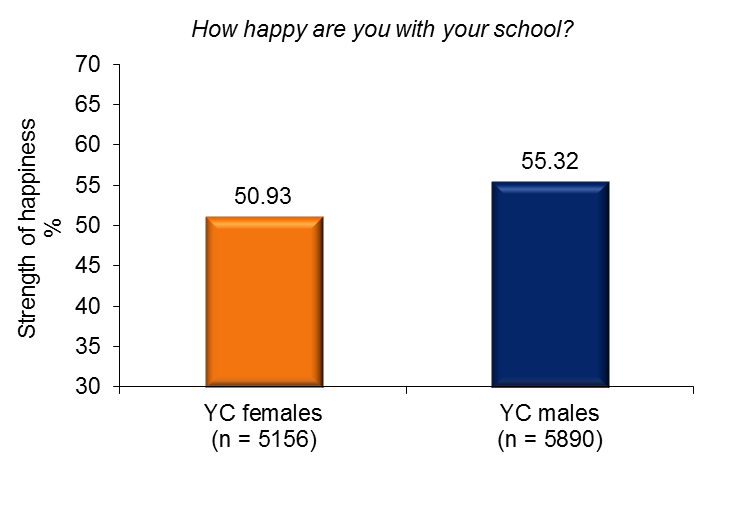 How happy are you with your school?
70
65
60
55
50
45
40
35
30
Strength of happiness
%
50.93
55.32
YC females
(n = 5156)
YC males
(n = 5890)